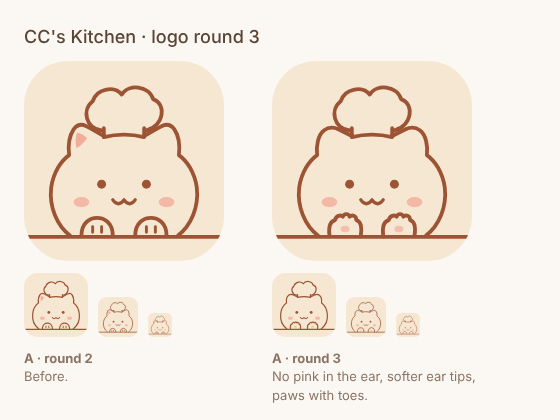 CC's Kitchen · logo round 3
A · round 2
Before.
A · round 3
No pink in the ear, softer ear tips,
paws with toes.